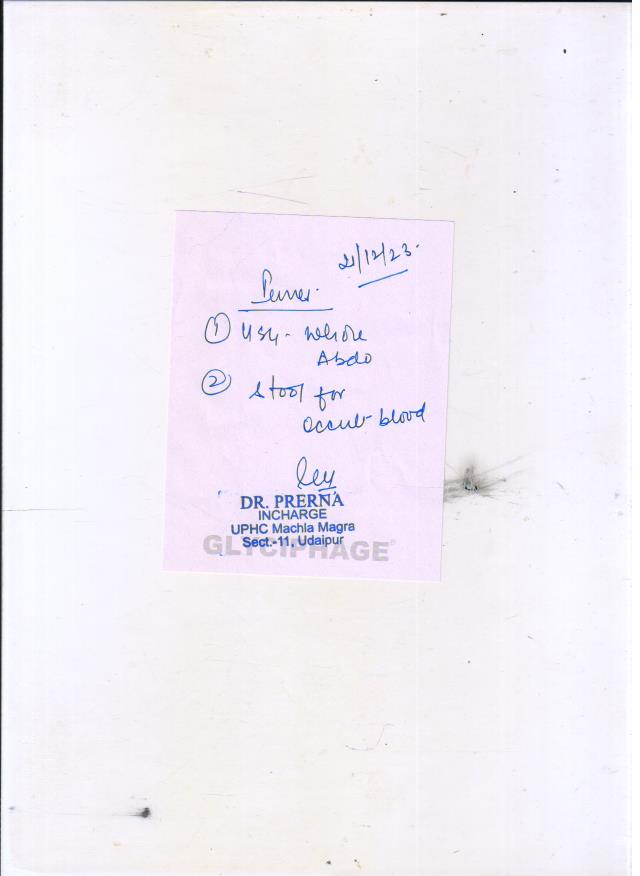 21/12/23.
① USG - Whole
Abdo
② Stool for
occult blood
DR. PRERNA
INCHARGE
UPHC Machla Magra
Sect.-11, Udaipur
GLYCIPHAGE®